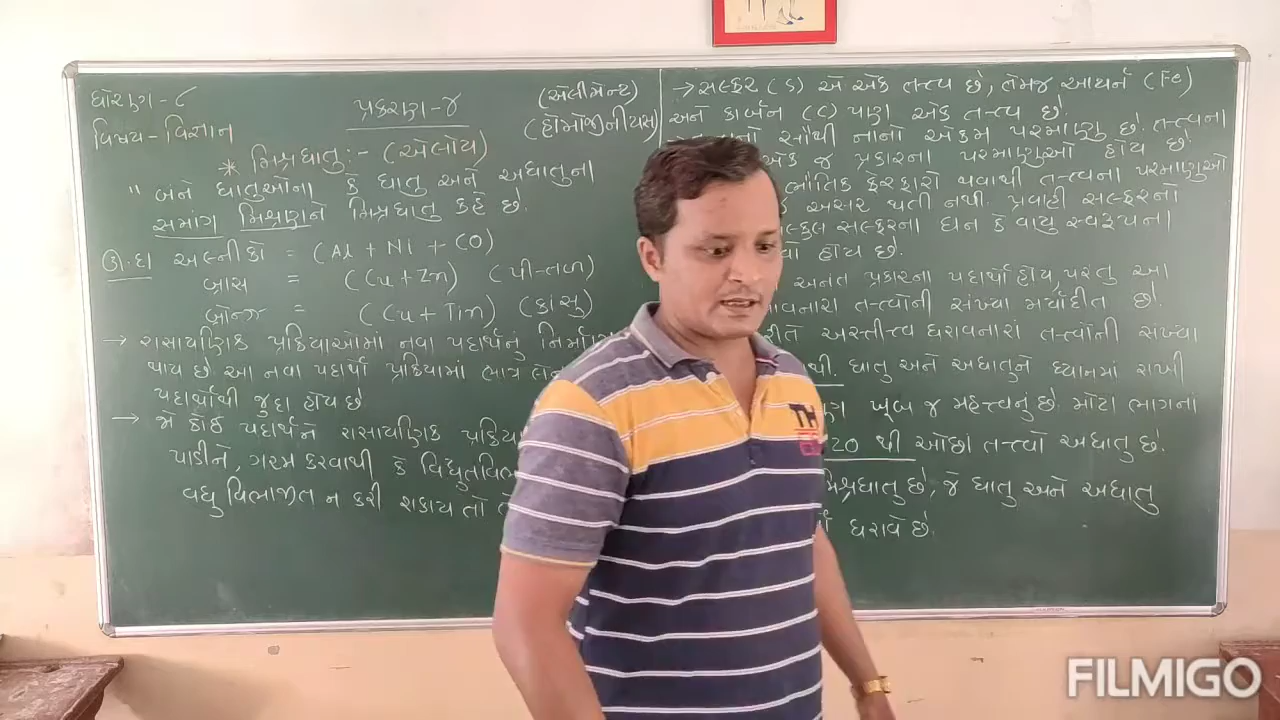 ધોરણ-૮
વિષય - વિજ્ઞાન
પ્રકરણ-૪
(એલીમેન્ટ)
(હોમોજીનીયસ)
* મિશ્રધાતુ:- (એલોય)
" બને ધાતુઓના કે ધાતુ અને અધાતુના
સમાંગ મિશ્રણને મિશ્રધાતુ કહે છે.
ઉ.દા અલ્નીકો = (Al + Ni + CO)
બ્રાસ = (Cu + Zn) (પીત્તળ)
બ્રોન્ઝ = (Cu + Tin) (કાંસુ)
→ રાસાયણિક પ્રક્રિયાઓમાં નવા પદાર્થનું
થાય છે. આ નવા પદાર્થો પ્રક્રિયામાં ભાગ
પદાર્થોથી જુદા હોય છે
→ જો કોઈ પદાર્થને રાસાયણિક
ઠંડા પાડીને, ગરમ કરવાથી કે
વધુ વિભાજીત ન કરી શકાય તો
→ સલ્ફર (S) એ એક તત્ત્વ છે, તેમજ આયર્ન (Fe)
અને કાર્બન (C) પણ એક તત્ત્વ છે.
સૌથી નાનો એકમ પરમાણુ છે. તત્ત્વના
એક જ પ્રકારના પરમાણુઓ હોય છે.
ભૌતિક ફેરફારો થવાથી તત્ત્વના પરમાણુઓ
અસર થતી નથી. પ્રવાહી સલ્ફરનો
સલ્ફરના ઘન કે વાયુ સ્વરૂપના
હોય છે.
અનંત પ્રકારના પદાર્થો હોય, પરંતુ આ
તત્ત્વોની સંખ્યા મર્યાદીત છે.
અસ્તીત્વ ધરાવનારાં તત્ત્વોની સંખ્યા
થી. ધાતુ અને અધાતુને ધ્યાનમાં રાખી
ખૂબ જ મહત્ત્વનુ છે. મોટા ભાગનાં
20 થી ઓછાં તત્ત્વો અધાતુ છે.
મિશ્રધાતુ છે, જે ધાતુ અને અધાતુ
ધરાવે છે.
TH
FILMIGO